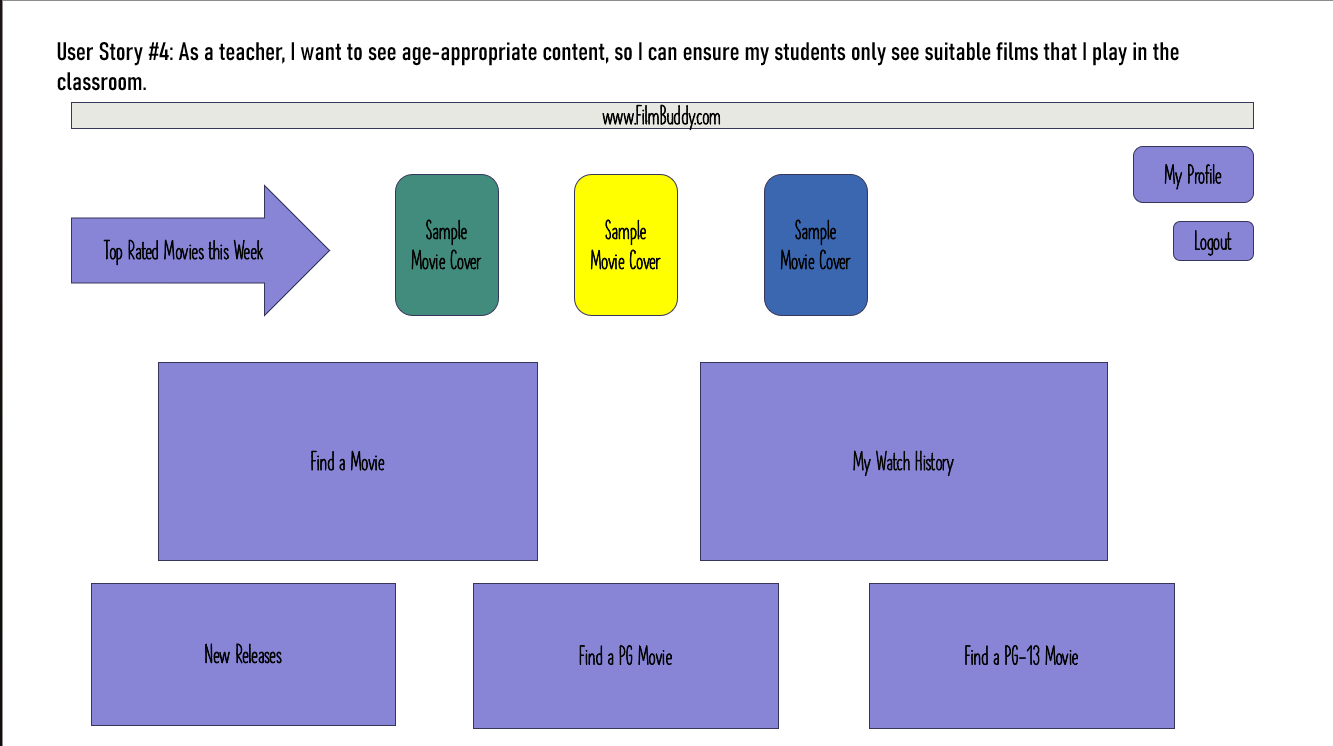 User Story #4: As a teacher, I want to see age-appropriate content, so I can ensure my students only see suitable films that I play in the
classroom.
www.FilmBuddy.com
My Profile
Logout
Top Rated Movies this Week
Sample
Movie Cover
Sample
Movie Cover
Sample
Movie Cover
Find a Movie
My Watch History
New Releases
Find a PG Movie
Find a PG-13 Movie